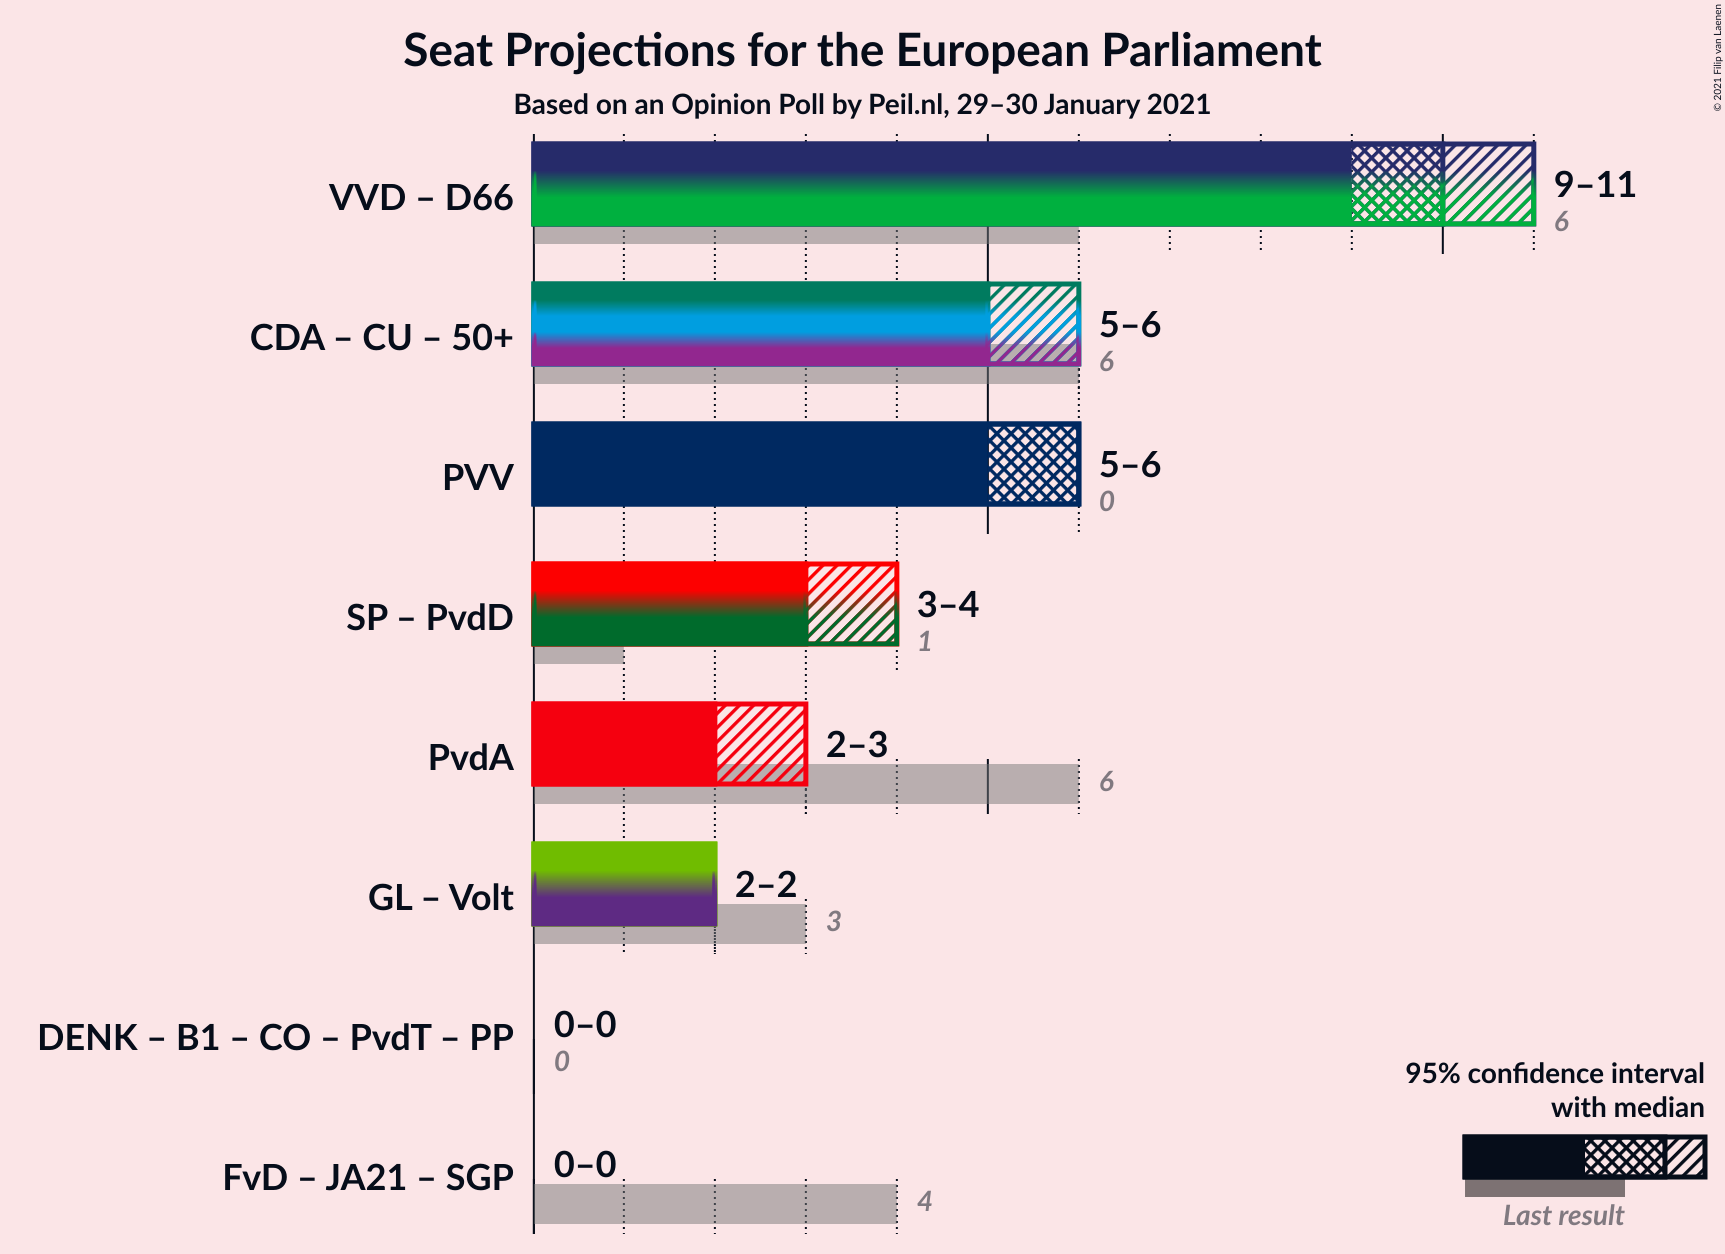 Seat Projections for the European Parliament
Based on an Opinion Poll by Peil.nl, 29–30 January 2021
© 2021 Filip van Laenen
VVD – D66
9–11
6
CDA – CU – 50+
5–6
6
PVV
5–6
0
SP – PvdD
3–4
1
PvdA
2–3
6
GL – Volt
2–2
3
DENK – B1 – CO – PvdT – PP
0–0
0
FvD – JA21 – SGP
0–0
4
95% confidence interval
with median
Last result